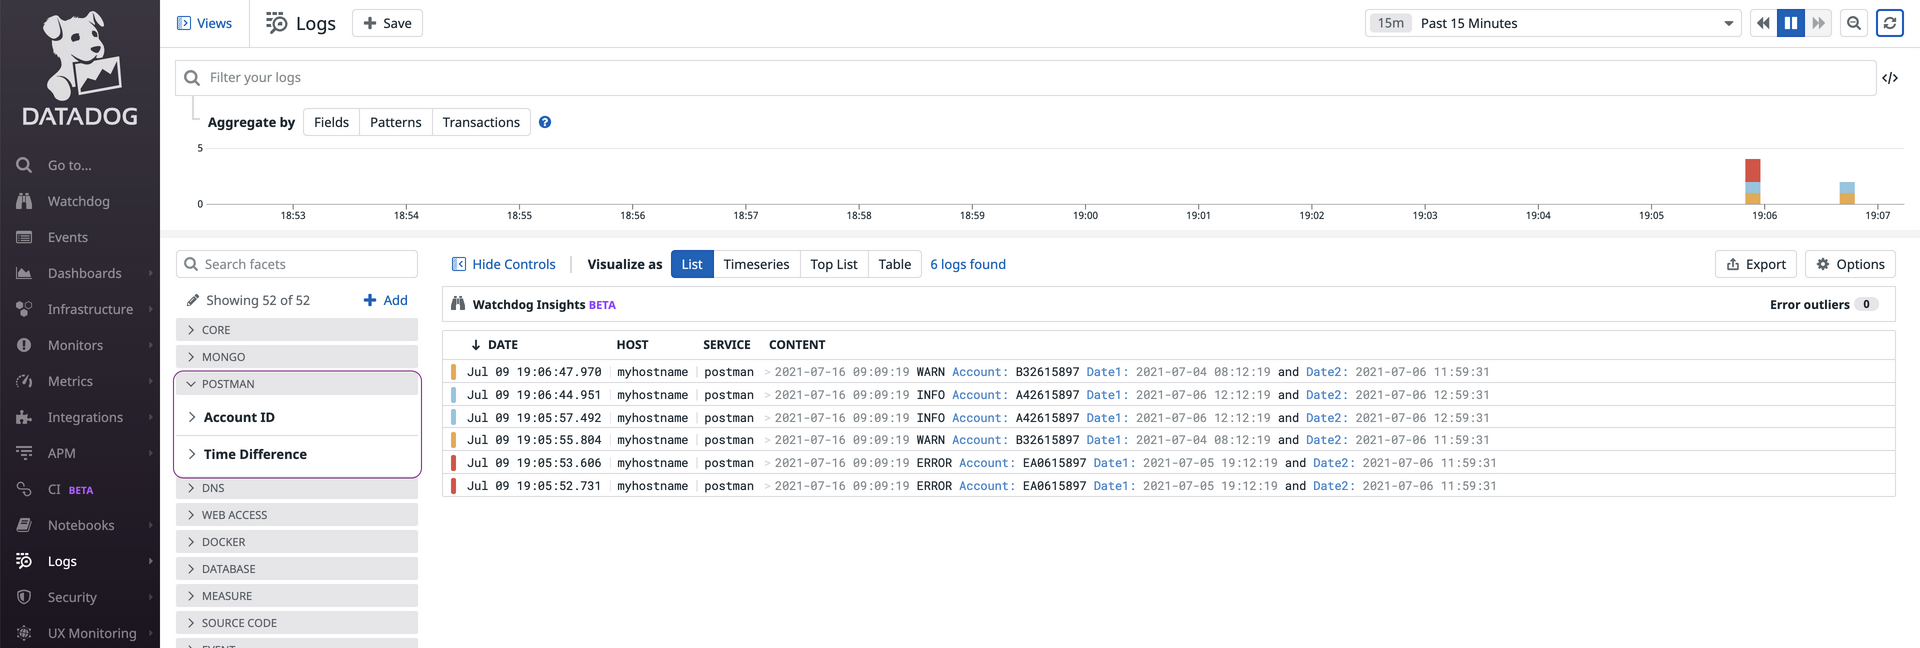 DATADOG
Go to...
Watchdog
Events
Dashboards
Infrastructure
Monitors
Metrics
Integrations
APM
CI BETA
Notebooks
Logs
Security
UX Monitoring
Views
Logs
+ Save
15m Past 15 Minutes
Filter your logs
</>
Aggregate by Fields Patterns Transactions ?
5
0
18:53 18:54 18:55 18:56 18:57 18:58 18:59 19:00 19:01 19:02 19:03 19:04 19:05 19:06 19:07
Search facets
Showing 52 of 52 + Add
CORE
MONGO
POSTMAN
Account ID
Time Difference
DNS
WEB ACCESS
DOCKER
DATABASE
MEASURE
SOURCE CODE
EVENT
Hide Controls Visualize as List Timeseries Top List Table 6 logs found Export Options
Watchdog Insights BETA Error outliers 0
↓ DATE HOST SERVICE CONTENT
Jul 09 19:06:47.970 myhostname postman > 2021-07-16 09:09:19 WARN Account: B32615897 Date1: 2021-07-04 08:12:19 and Date2: 2021-07-06 11:59:31
Jul 09 19:06:44.951 myhostname postman > 2021-07-16 09:09:19 INFO Account: A42615897 Date1: 2021-07-06 12:12:19 and Date2: 2021-07-06 12:59:31
Jul 09 19:05:57.492 myhostname postman > 2021-07-16 09:09:19 INFO Account: A42615897 Date1: 2021-07-06 12:12:19 and Date2: 2021-07-06 12:59:31
Jul 09 19:05:55.804 myhostname postman > 2021-07-16 09:09:19 WARN Account: B32615897 Date1: 2021-07-04 08:12:19 and Date2: 2021-07-06 11:59:31
Jul 09 19:05:53.606 myhostname postman > 2021-07-16 09:09:19 ERROR Account: EA0615897 Date1: 2021-07-05 19:12:19 and Date2: 2021-07-06 11:59:31
Jul 09 19:05:52.731 myhostname postman > 2021-07-16 09:09:19 ERROR Account: EA0615897 Date1: 2021-07-05 19:12:19 and Date2: 2021-07-06 11:59:31